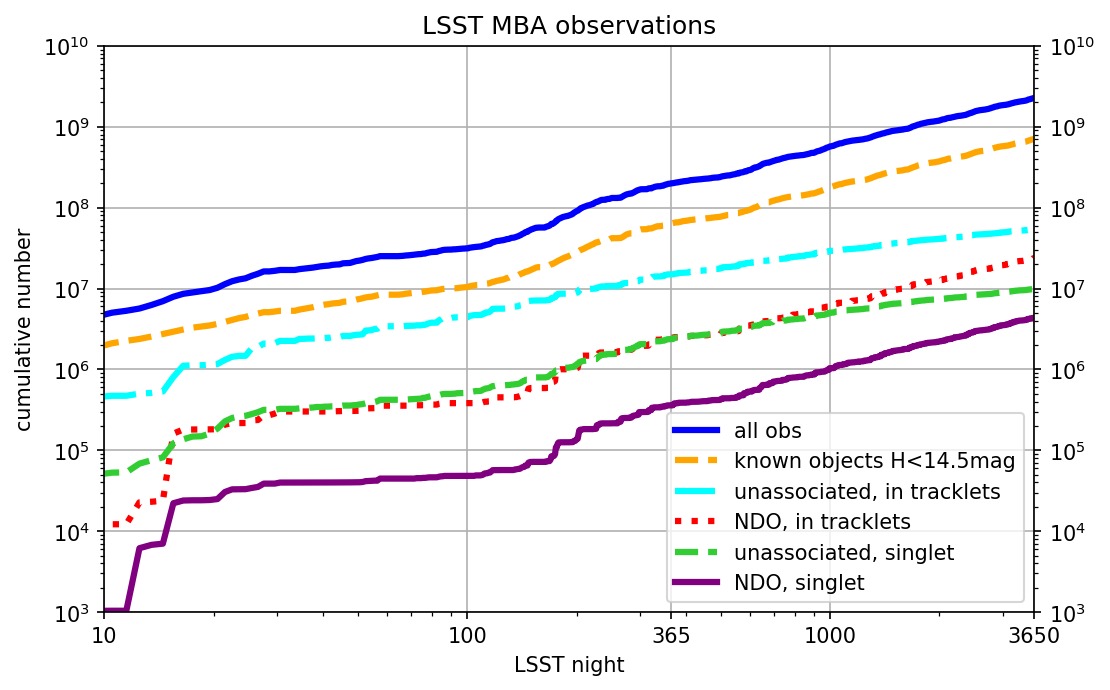 LSST MBA observations
10^10
10^9
10^8
10^7
10^6
10^5
10^4
10^3
cumulative number
10^10
10^9
10^8
10^7
10^6
10^5
10^4
10^3
all obs
known objects H<14.5mag
unassociated, in tracklets
NDO, in tracklets
unassociated, singlet
NDO, singlet
10 100 365 1000 3650
LSST night